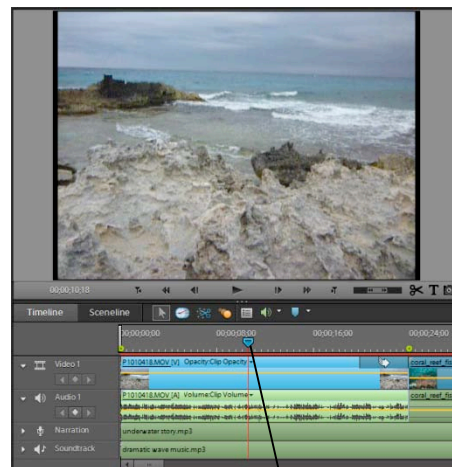 00;00;10;18
Timeline Sceneline
00;00;00;00 00;00;08;00 00;00;16;00 00;00;24;00
Video 1 P1010418.MOV [V] Opacity:Clip Opacity coral_reef_fis
Audio 1 P1010418.MOV [A] Volume:Clip Volume coral_reef_fis
Narration underwater story.mp3
Soundtrack dramatic wave music.mp3